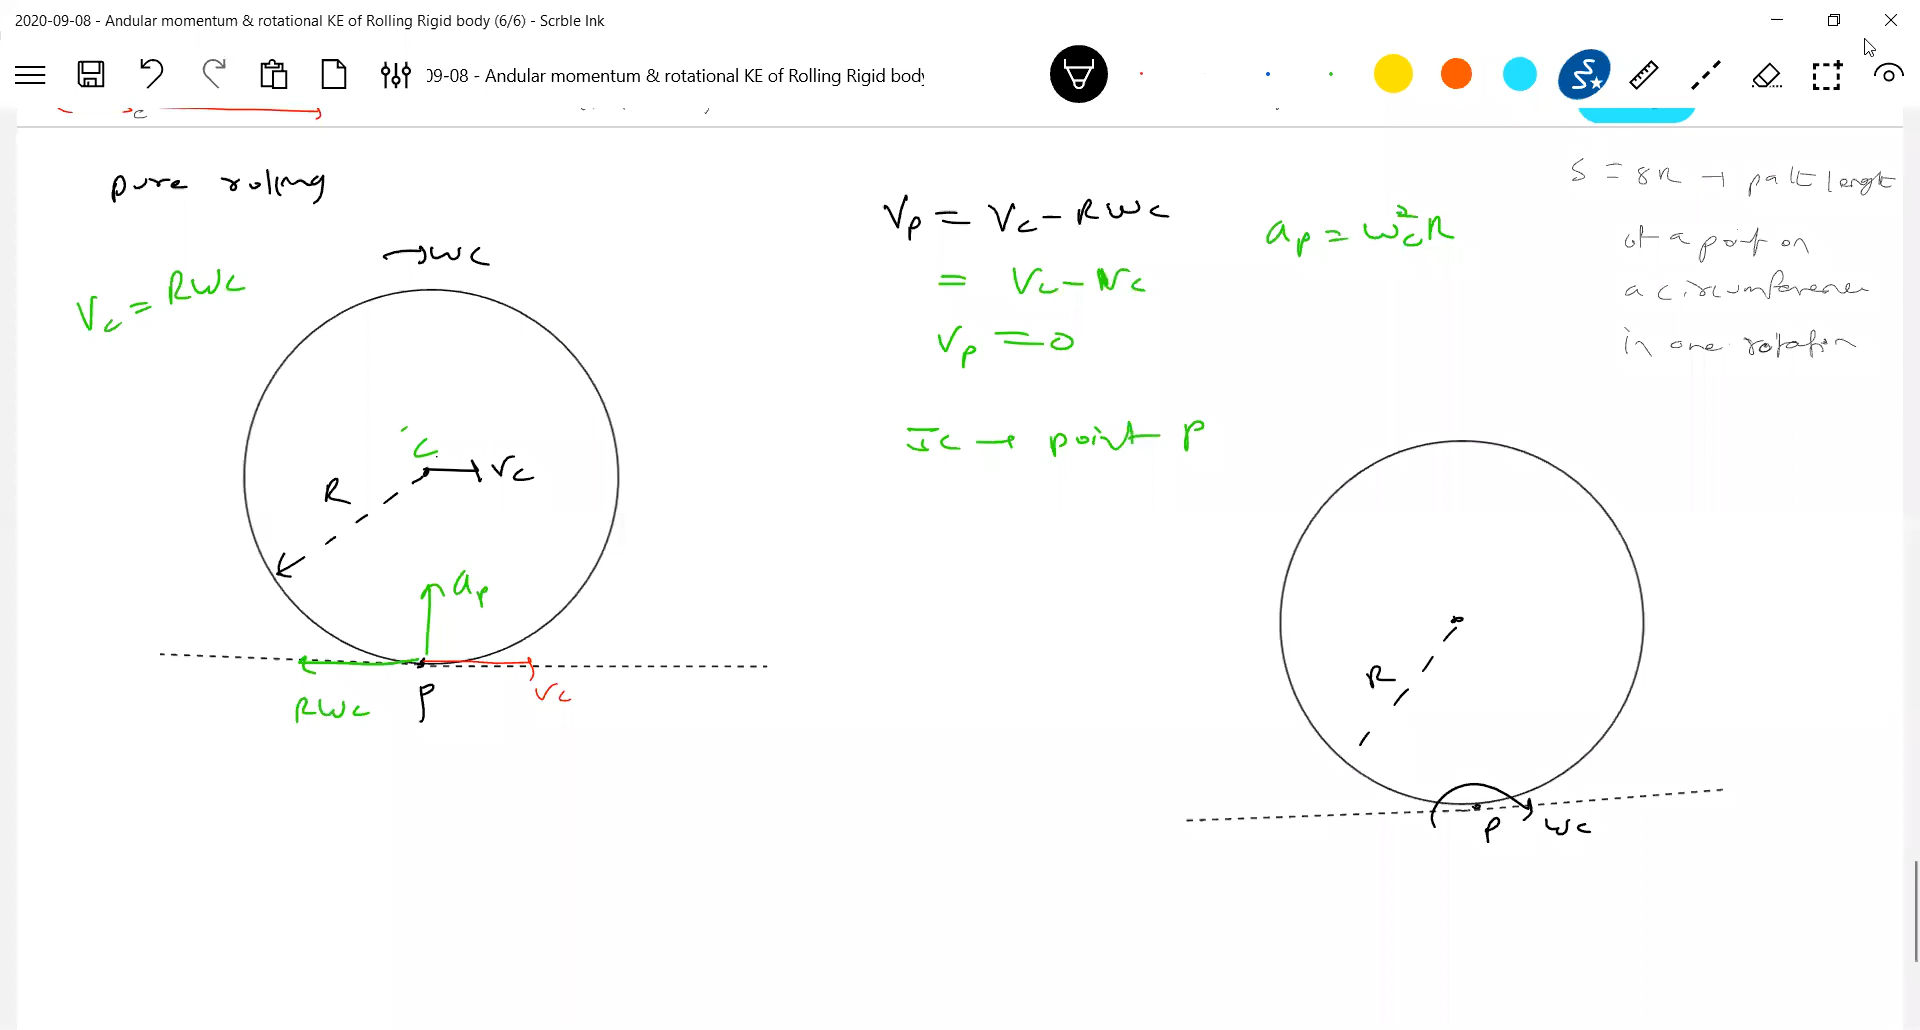 2020-09-08 - Andular momentum & rotational KE of Rolling Rigid body (6/6) - Scrble Ink
09-08 - Andular momentum & rotational KE of Rolling Rigid body
pure rolling
ωc
Vc = Rωc
C
Vc
R
ap
Rωc
P
Vc
Vp = Vc - Rωc
= Vc - Vc
Vp = 0
Ic → point P
ap = ωc²R
S = 8R → path length
of a point on
a circumference
in one rotation
R
P
ωc